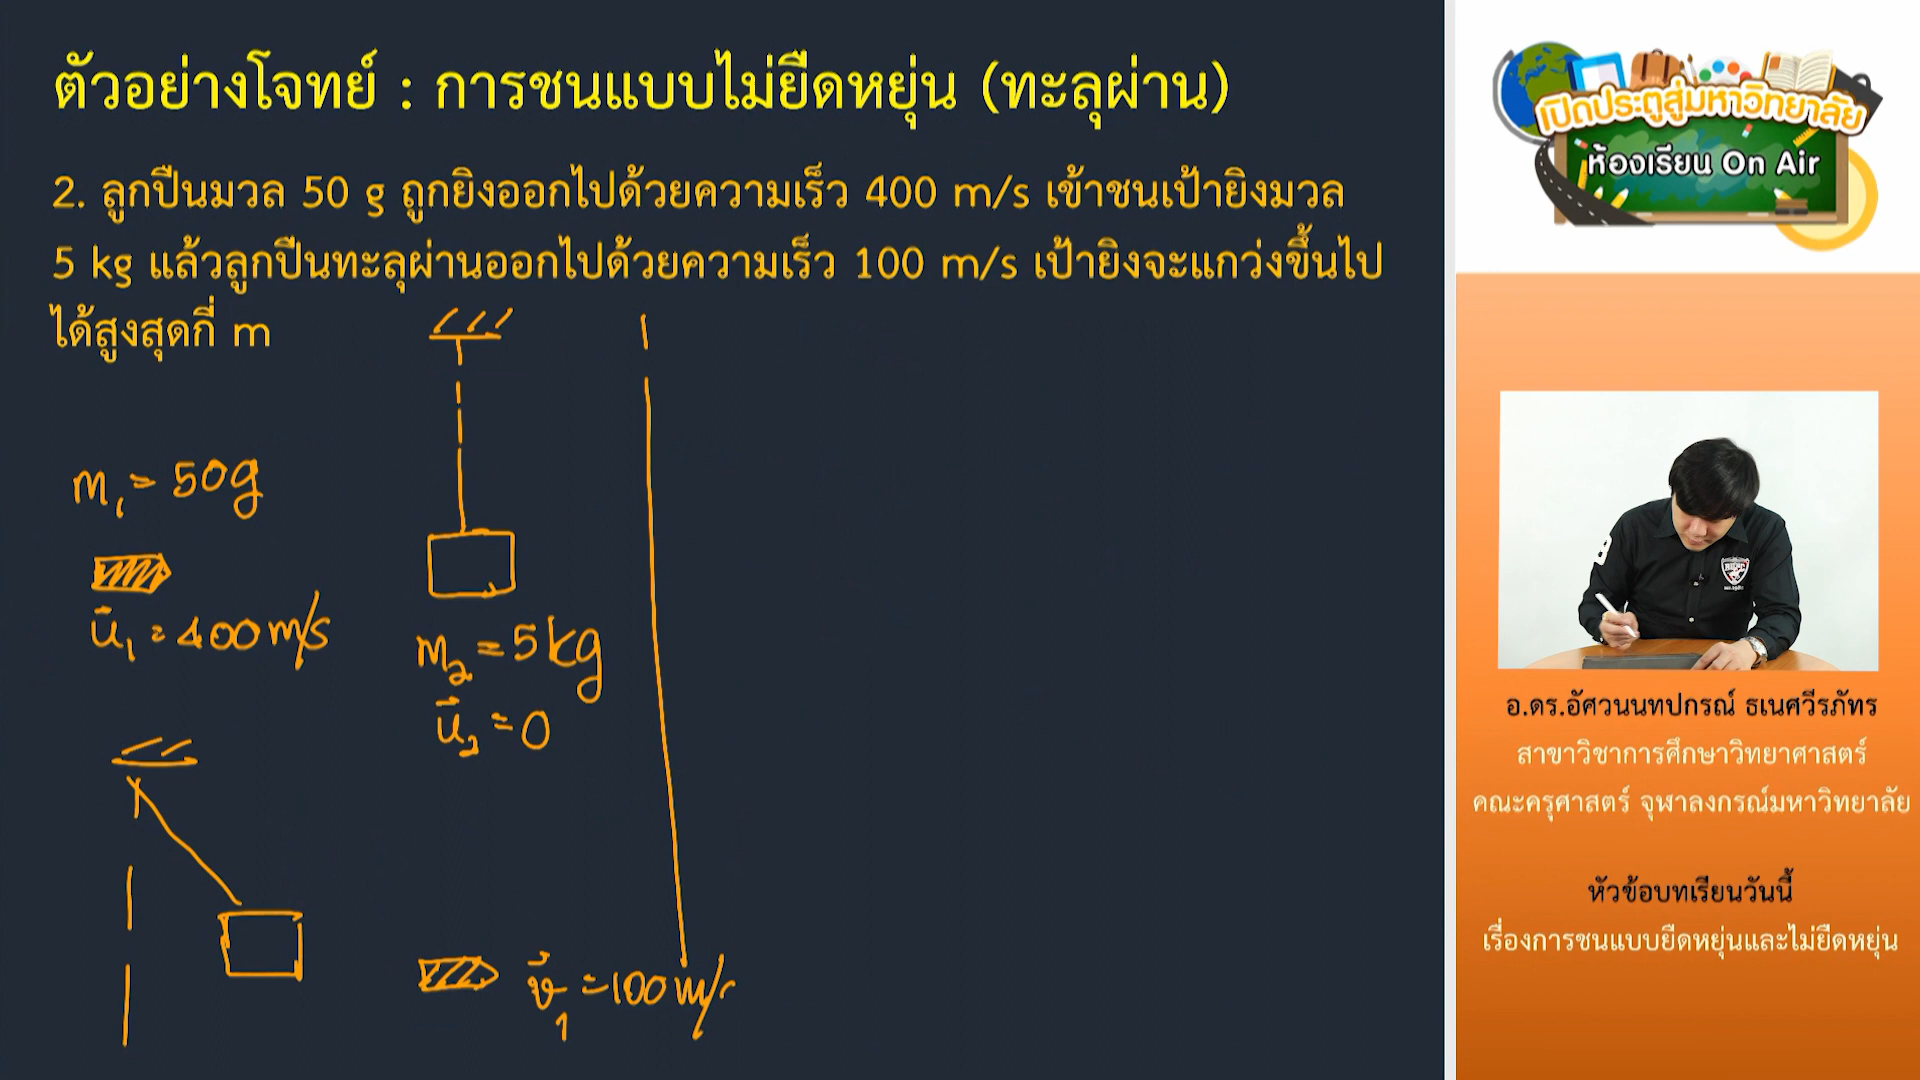 ตัวอย่างโจทย์ : การชนแบบไม่ยืดหยุ่น (ทะลุผ่าน)
2. ลูกปืนมวล 50 g ถูกยิงออกไปด้วยความเร็ว 400 m/s เข้าชนเป้ายิงมวล
5 kg แล้วลูกปืนทะลุผ่านออกไปด้วยความเร็ว 100 m/s เป้ายิงจะแกว่งขึ้นไป
ได้สูงสุดกี่ m
m₁ = 50g
u⃗₁ = 400 m/s
m₂ = 5 kg
u⃗₂ = 0
v⃗₁ = 100 m/s
เปิดประตูสู่มหาวิทยาลัย
ห้องเรียน On Air
อ.ดร.อัศวนนทปกรณ์ ธเนศวีรภัทร
สาขาวิชาการศึกษาวิทยาศาสตร์
คณะครุศาสตร์ จุฬาลงกรณ์มหาวิทยาลัย
หัวข้อบทเรียนวันนี้
เรื่องการชนแบบยืดหยุ่นและไม่ยืดหยุ่น